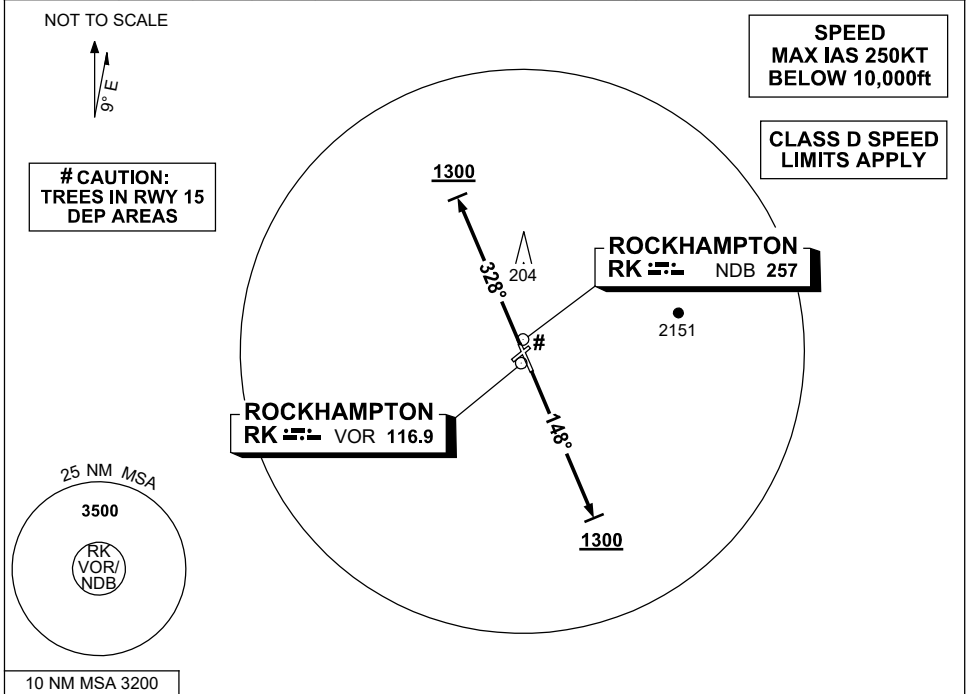 NOT TO SCALE
9° E
SPEED
MAX IAS 250KT
BELOW 10,000ft
CLASS D SPEED
LIMITS APPLY
# CAUTION:
TREES IN RWY 15
DEP AREAS
1300
328°
204
ROCKHAMPTON
RK NDB 257
2151
#
ROCKHAMPTON
RK VOR 116.9
148°
1300
25 NM MSA
3500
RK
VOR/
NDB
10 NM MSA 3200